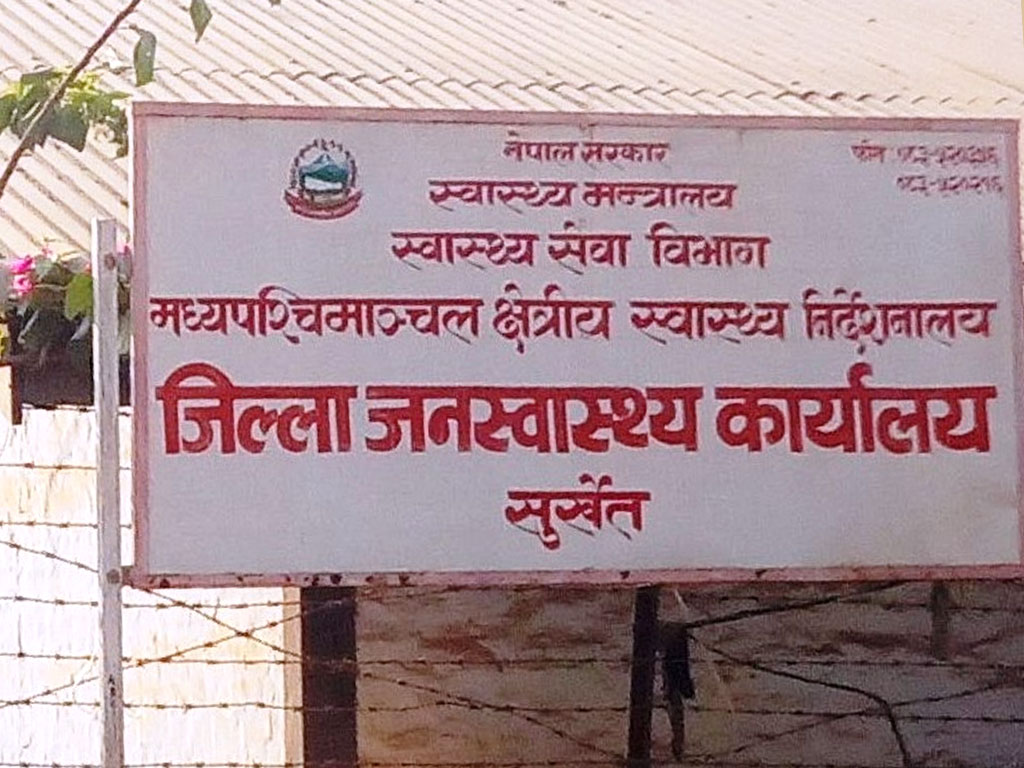 नेपाल सरकार
स्वास्थ्य मन्त्रालय
स्वास्थ्य सेवा विभाग
मध्यपश्चिमाञ्चल क्षेत्रीय स्वास्थ्य निर्देशनालय
जिल्ला जनस्वास्थ्य कार्यालय
सुर्खेत
फोन